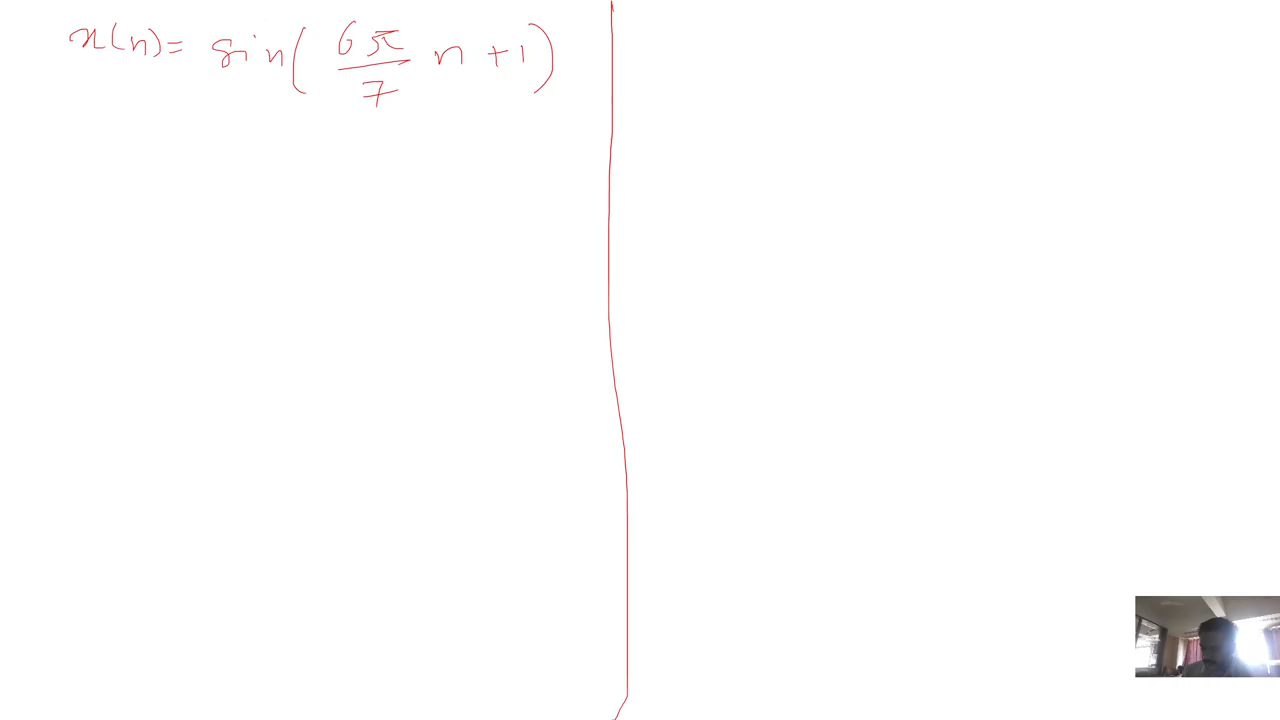 x(n) = sin( 6π/7 n + 1 )